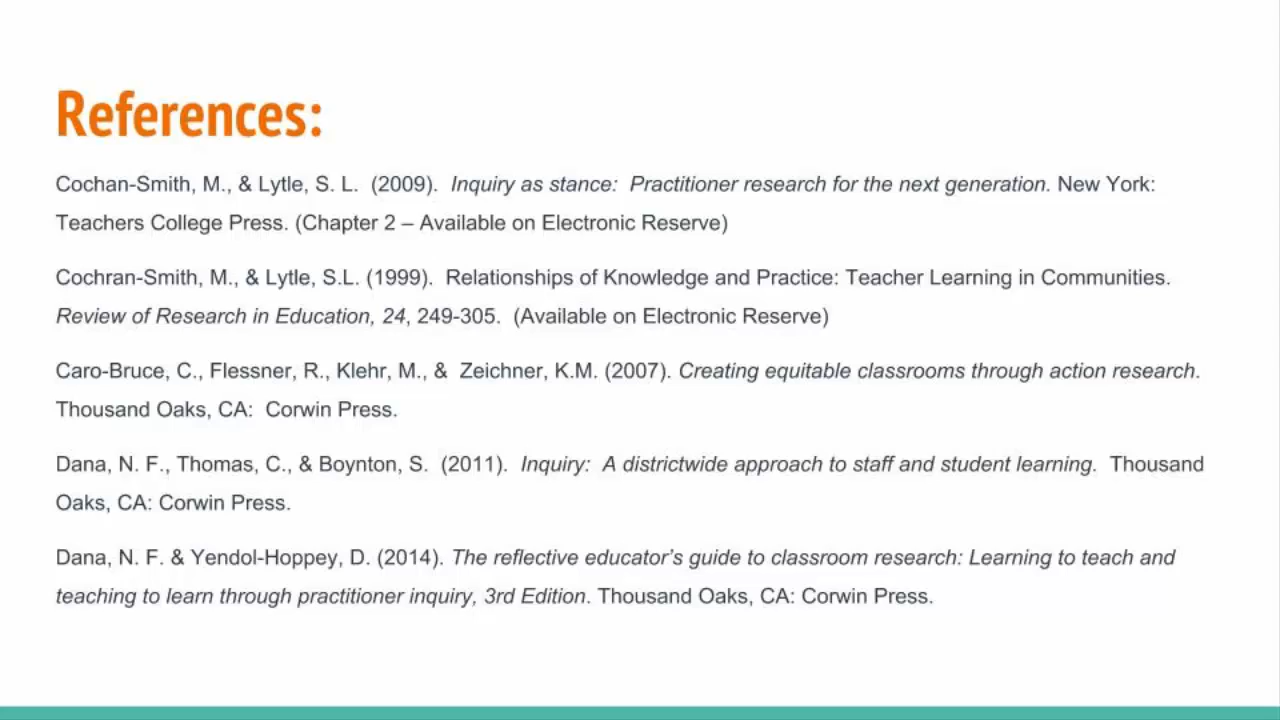 References:
Cochan-Smith, M., & Lytle, S. L.  (2009).  Inquiry as stance:  Practitioner research for the next generation. New York:
Teachers College Press. (Chapter 2 – Available on Electronic Reserve)
Cochran-Smith, M., & Lytle, S.L. (1999).  Relationships of Knowledge and Practice: Teacher Learning in Communities.
Review of Research in Education, 24, 249-305.  (Available on Electronic Reserve)
Caro-Bruce, C., Flessner, R., Klehr, M., &  Zeichner, K.M. (2007). Creating equitable classrooms through action research.
Thousand Oaks, CA:  Corwin Press.
Dana, N. F., Thomas, C., & Boynton, S.  (2011).  Inquiry:  A districtwide approach to staff and student learning.  Thousand
Oaks, CA: Corwin Press.
Dana, N. F. & Yendol-Hoppey, D. (2014). The reflective educator’s guide to classroom research: Learning to teach and
teaching to learn through practitioner inquiry, 3rd Edition. Thousand Oaks, CA: Corwin Press.